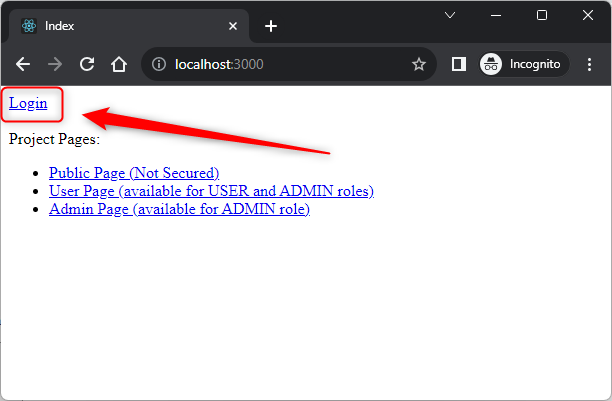 Index
localhost:3000
Incognito
Login
Project Pages:
Public Page (Not Secured)
User Page (available for USER and ADMIN roles)
Admin Page (available for ADMIN role)